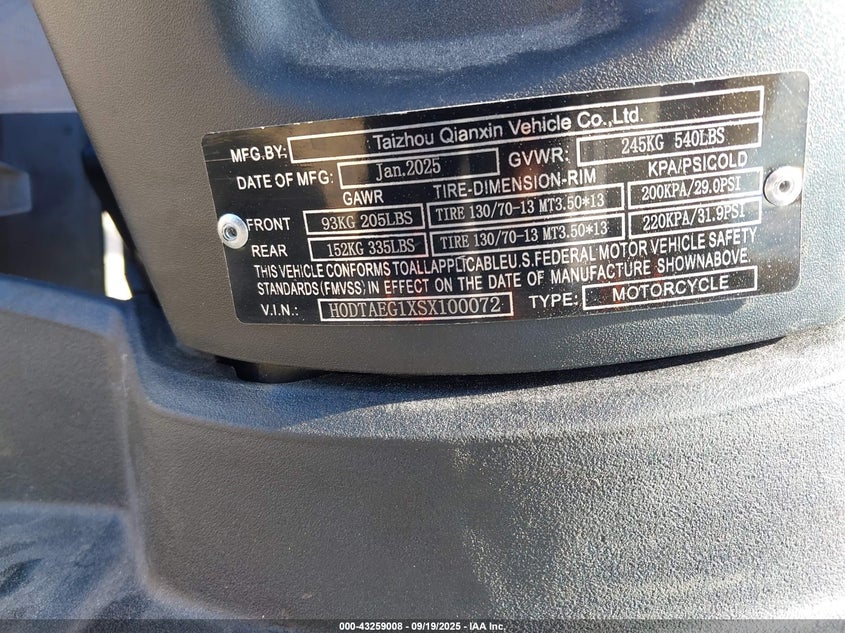 MFG.BY: Taizhou Qianxin Vehicle Co.,Ltd.
DATE OF MFG: Jan.2025 GVWR: 245KG 540LBS
GAWR TIRE-DIMENSION-RIM KPA/PSICOLD
FRONT 93KG 205LBS TIRE 130/70-13 MT3.50*13 200KPA/29.0PSI
REAR 152KG 335LBS TIRE 130/70-13 MT3.50*13 220KPA/31.9PSI
THIS VEHICLE CONFORMS TOALLAPPLICABLEU.S.FEDERAL MOTOR VEHICLE SAFETY
STANDARDS(FMVSS)IN EFFECT ON THE DATE OF MANUFACTURE SHOWNABOVE.
V.I.N.: H0DTAEG1XSX100072 TYPE: MOTORCYCLE
000-43259008 - 09/19/2025 - IAA Inc.